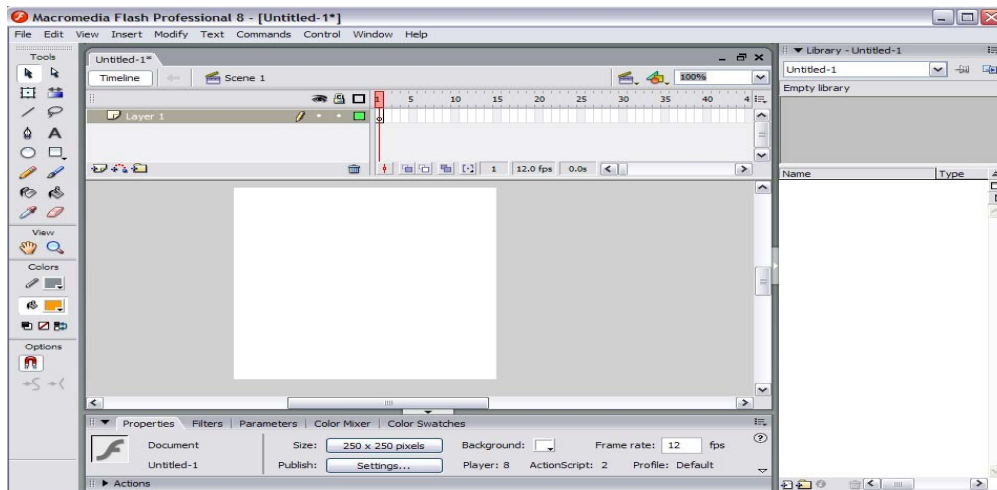 Macromedia Flash Professional 8 - [Untitled-1*]
File Edit View Insert Modify Text Commands Control Window Help
Tools
Untitled-1*
Library - Untitled-1
Timeline
Scene 1
100%
Untitled-1
Empty library
1 5 10 15 20 25 30 35 40 4
Layer 1
1 12.0 fps 0.0s
Name Type
View
Colors
Options
Properties Filters Parameters Color Mixer Color Swatches
Document Size: 250 x 250 pixels Background: Frame rate: 12 fps
Untitled-1 Publish: Settings... Player: 8 ActionScript: 2 Profile: Default
Actions